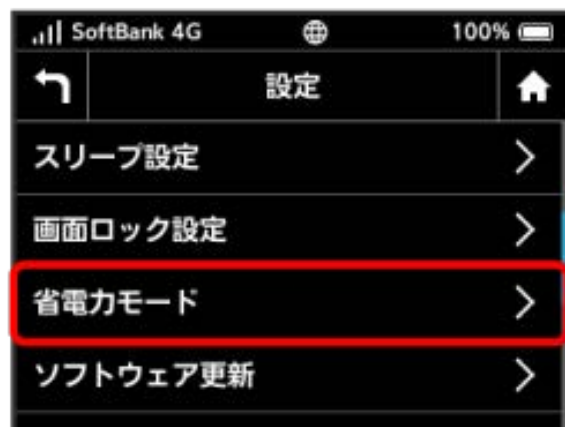 SoftBank 4G 100%
設定
スリープ設定
画面ロック設定
省電力モード
ソフトウェア更新